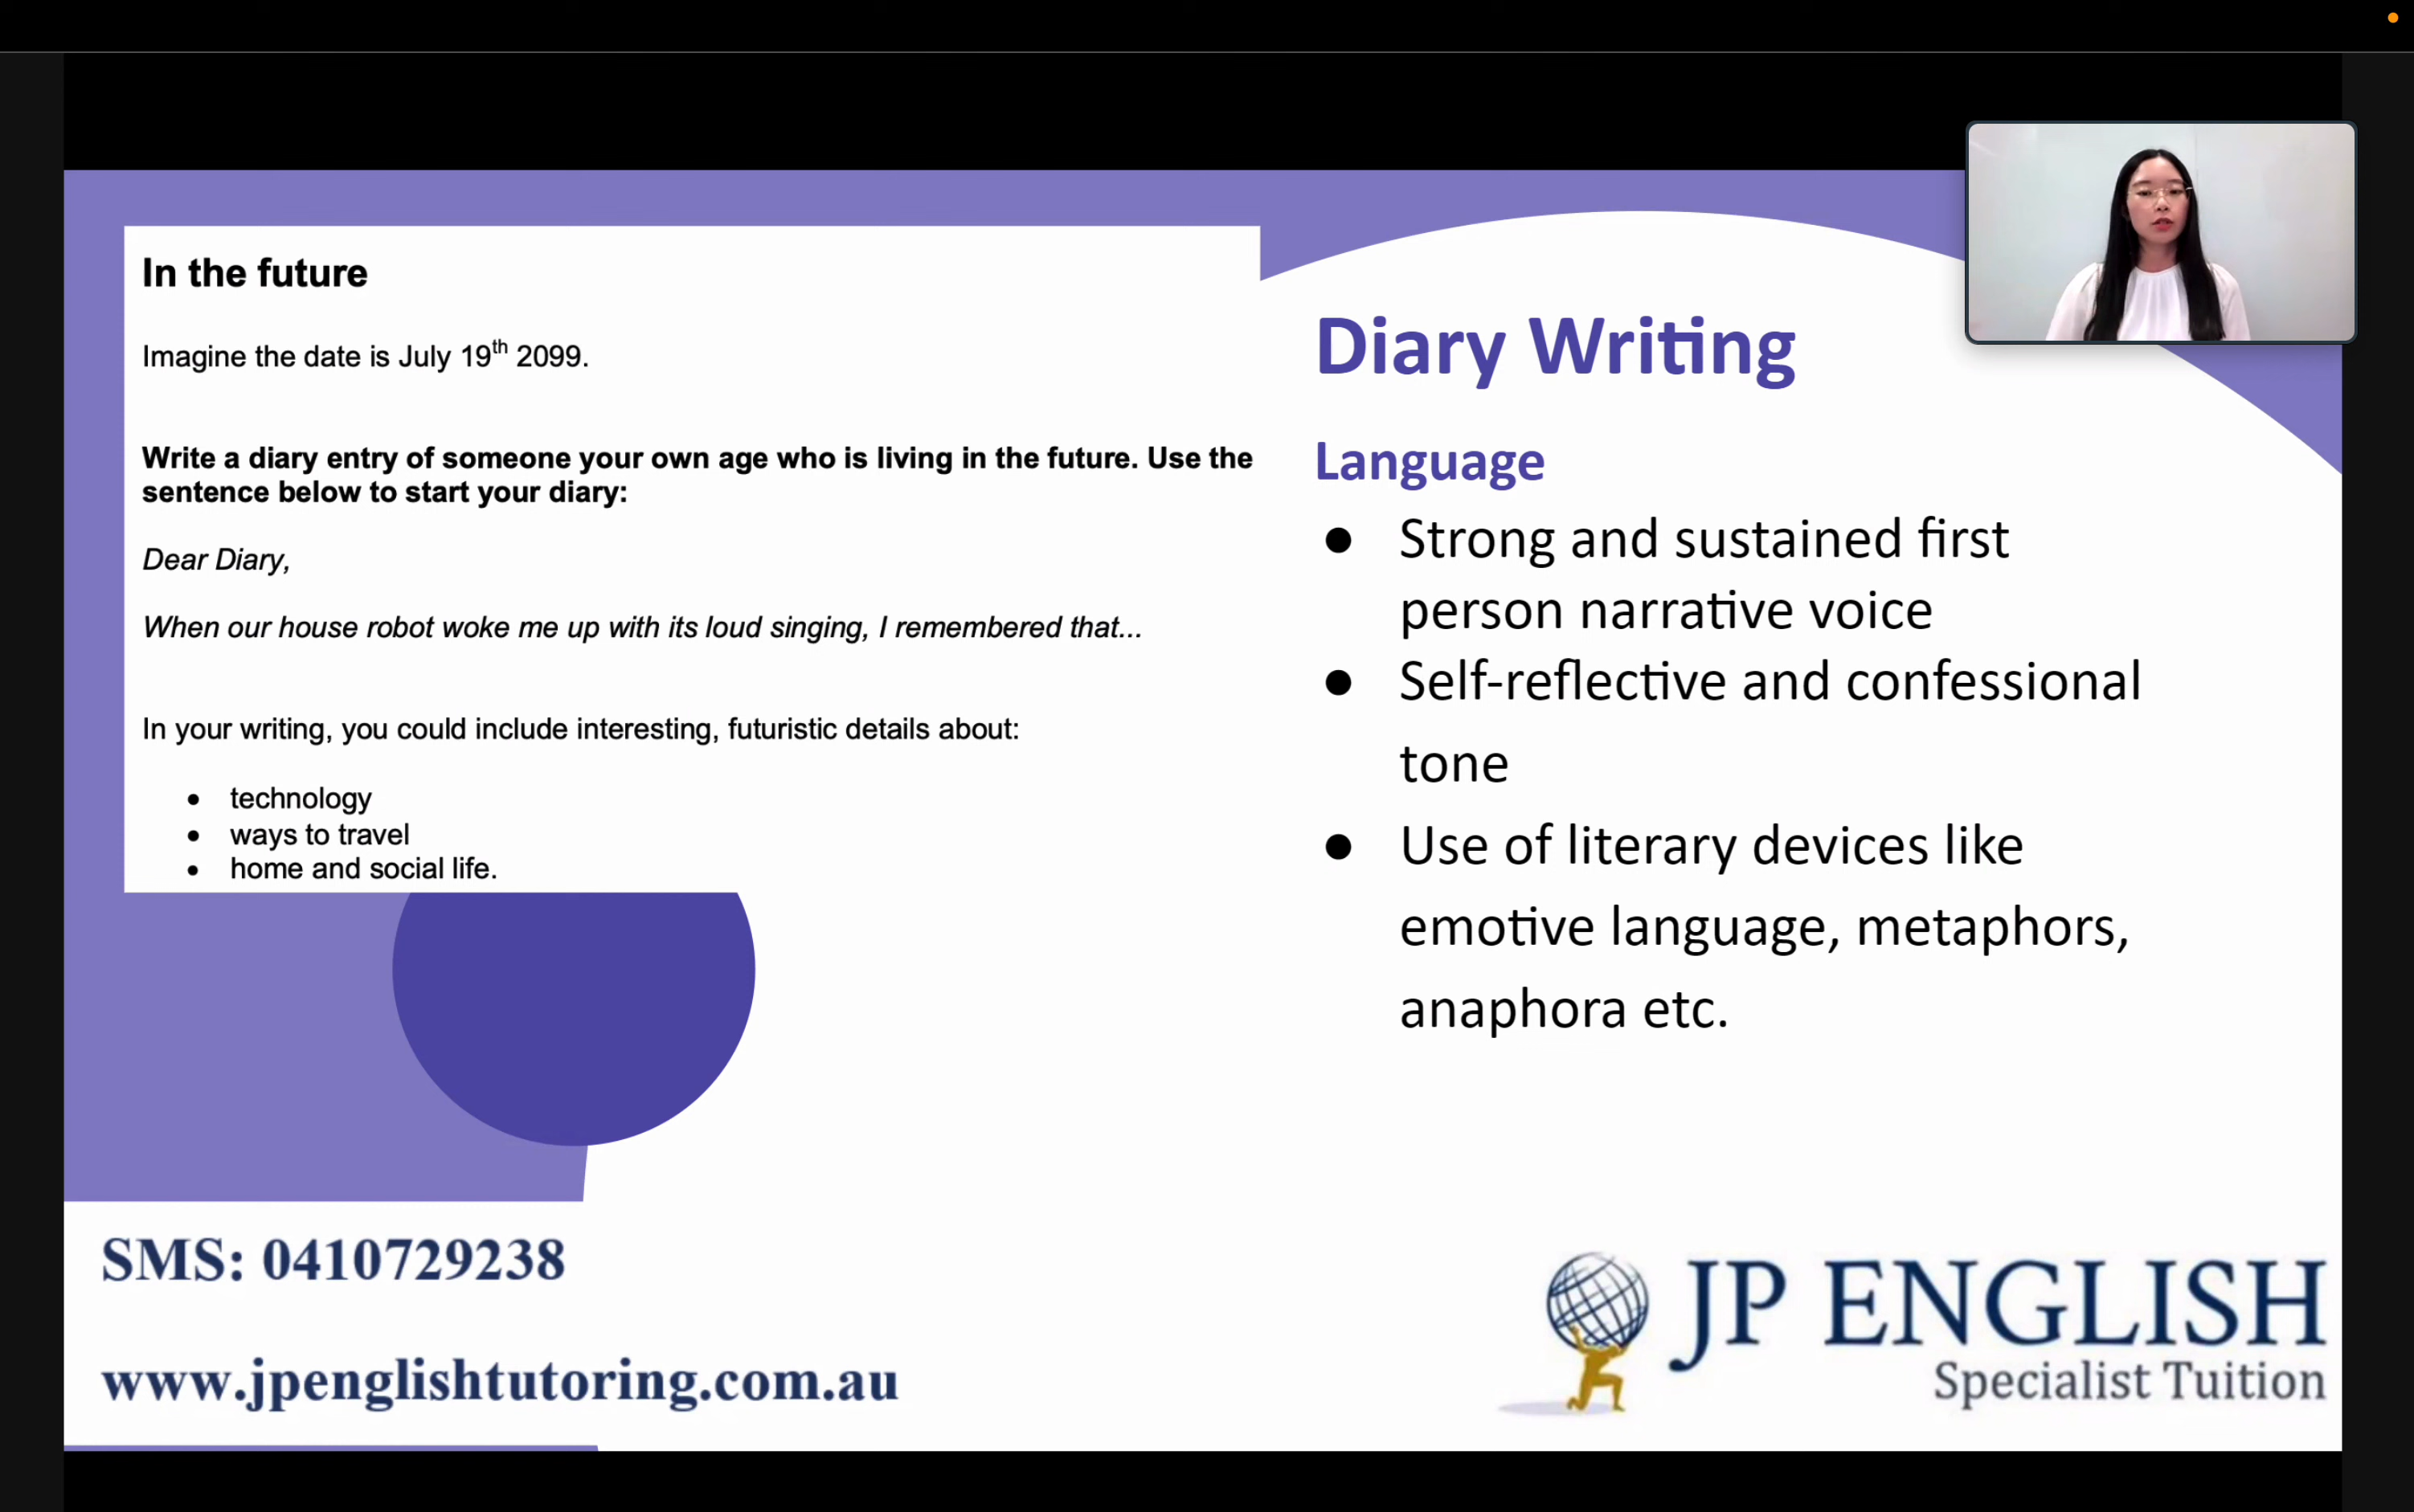 In the future
Imagine the date is July 19th 2099.
Write a diary entry of someone your own age who is living in the future. Use the
sentence below to start your diary:
Dear Diary,
When our house robot woke me up with its loud singing, I remembered that...
In your writing, you could include interesting, futuristic details about:
• technology
• ways to travel
• home and social life.
Diary Writing
Language
● Strong and sustained first
person narrative voice
● Self-reflective and confessional
tone
● Use of literary devices like
emotive language, metaphors,
anaphora etc.
SMS: 0410729238
www.jpenglishtutoring.com.au
JP ENGLISH
Specialist Tuition